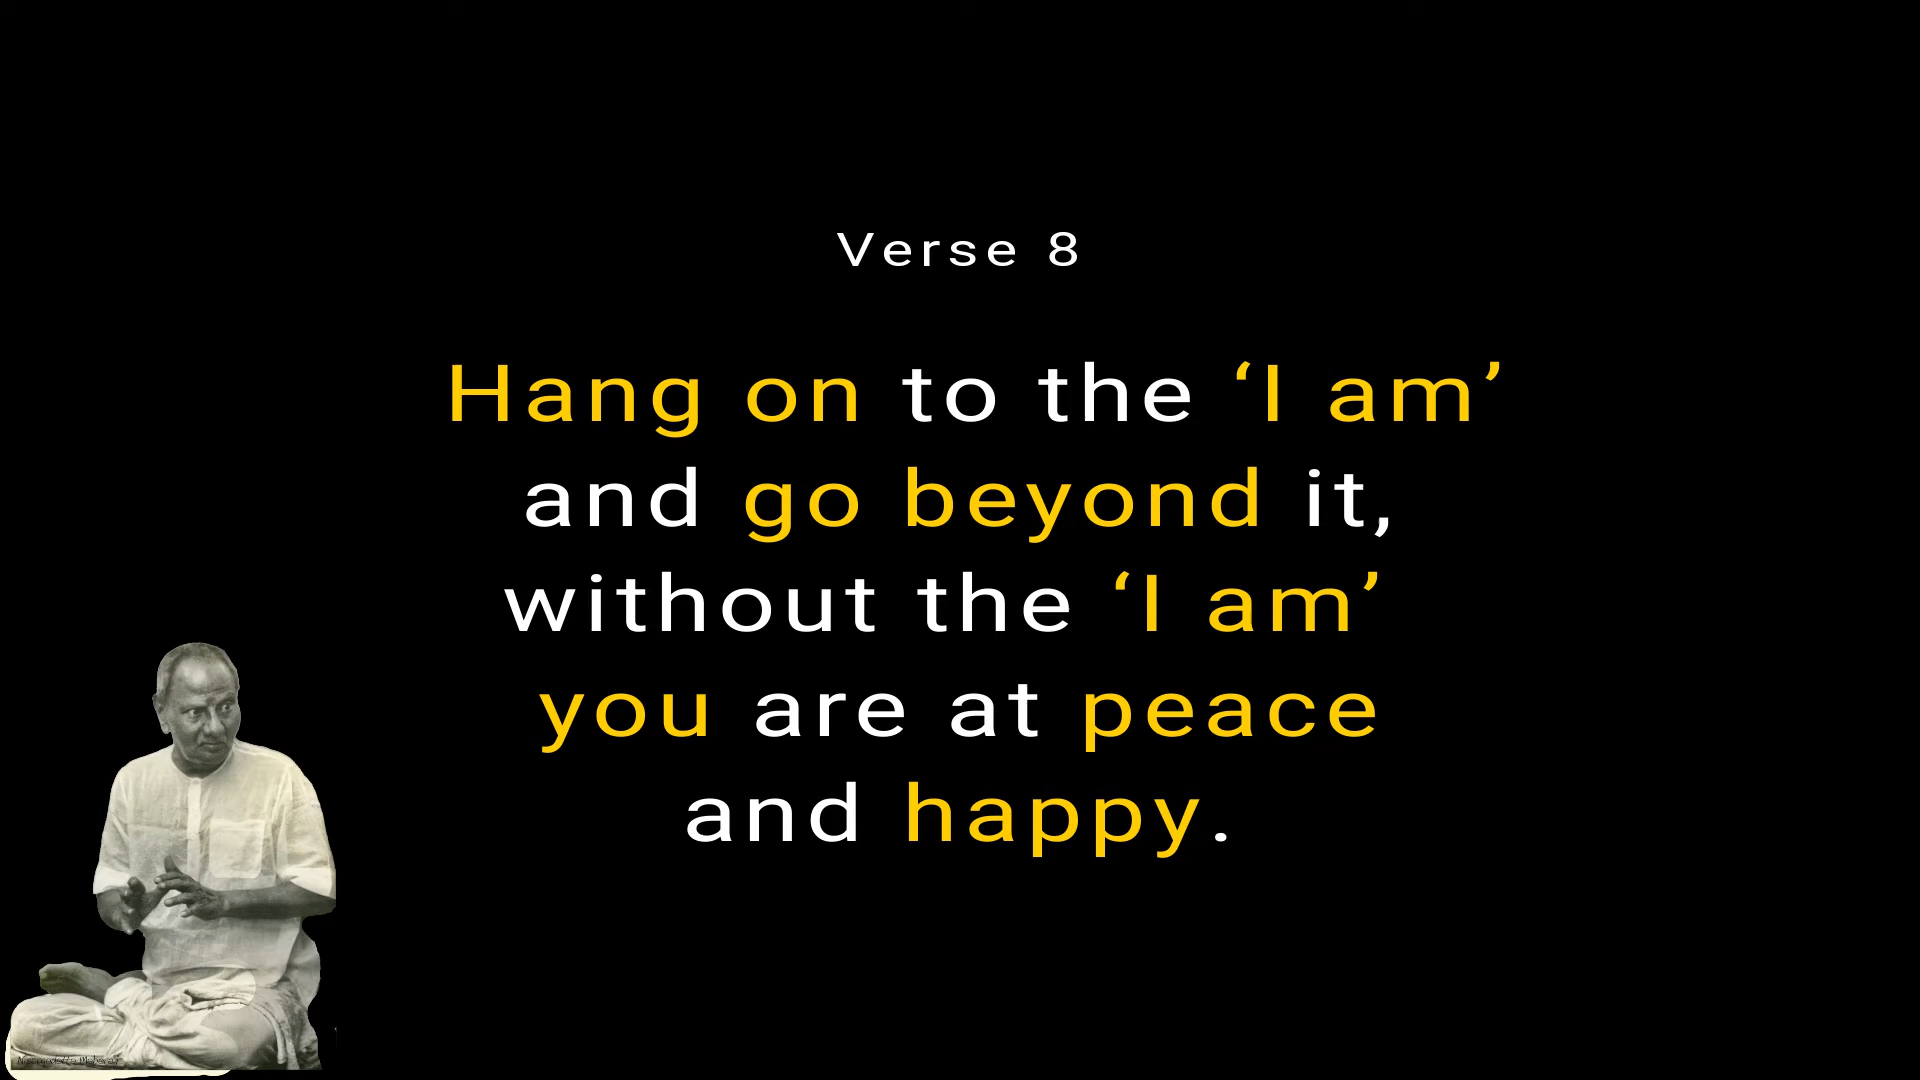 Verse 8
Hang on to the ‘I am’
and go beyond it,
without the ‘I am’
you are at peace
and happy.